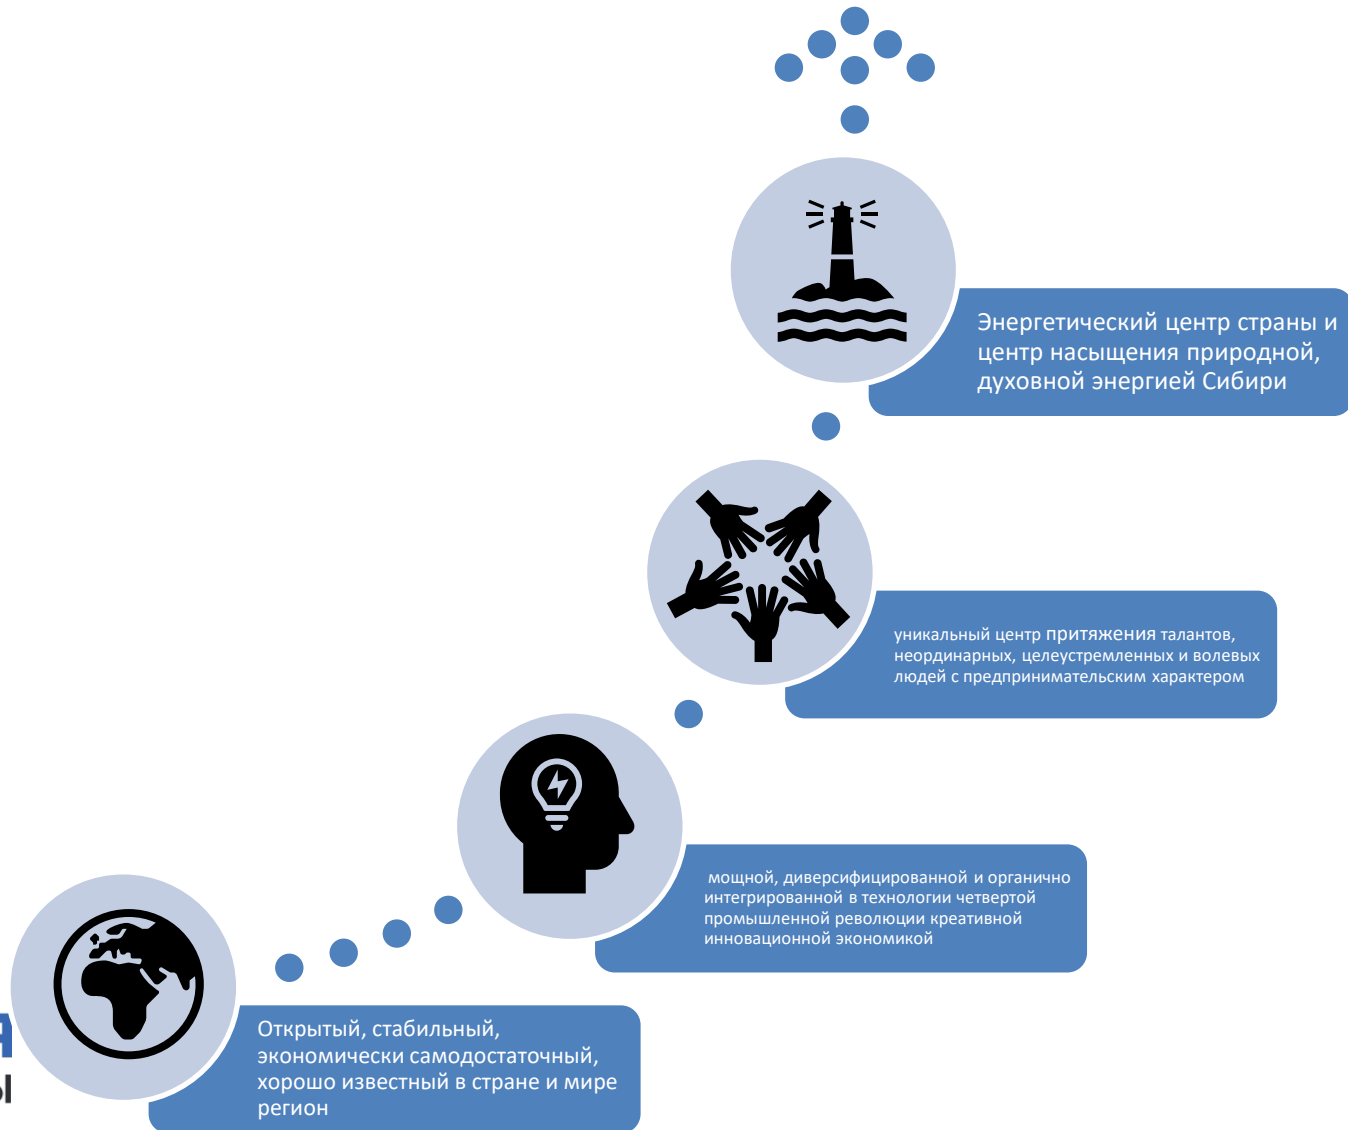 Энергетический центр страны и
центр насыщения природной,
духовной энергией Сибири
уникальный центр притяжения талантов,
неординарных, целеустремленных и волевых
людей с предпринимательским характером
мощной, диверсифицированной и органично
интегрированной в технологии четвертой
промышленной революции креативной
инновационной экономикой
Открытый, стабильный,
экономически самодостаточный,
хорошо известный в стране и мире
регион